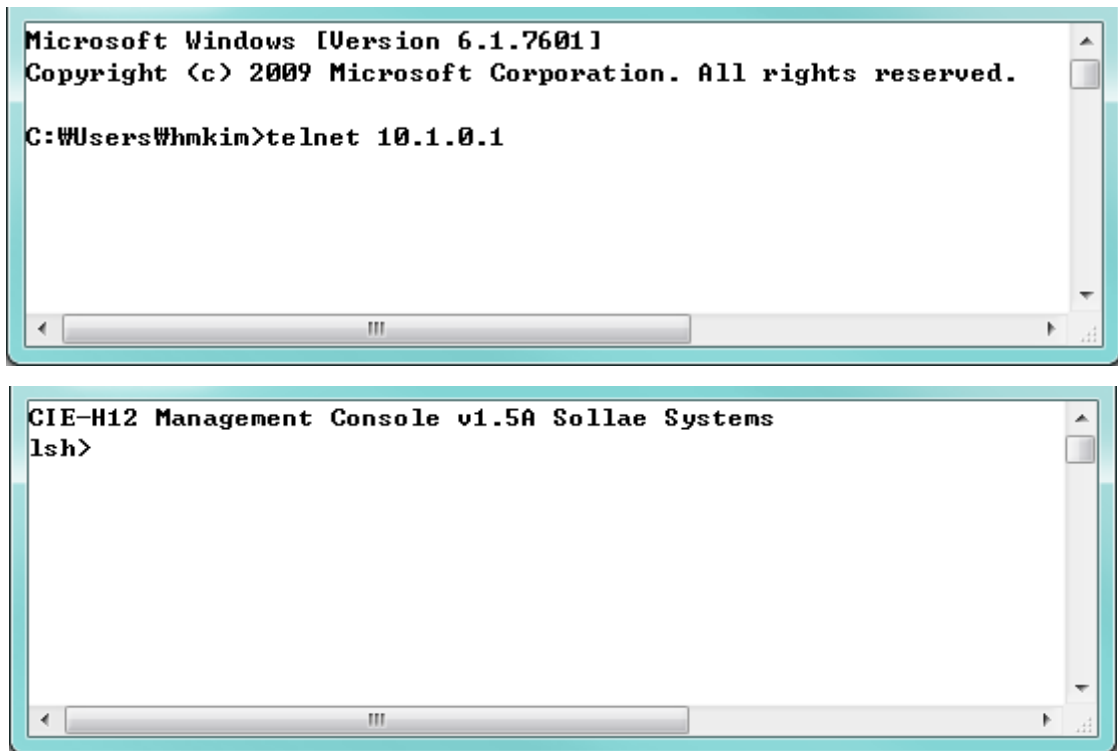 Microsoft Windows [Version 6.1.7601]
Copyright (c) 2009 Microsoft Corporation. All rights reserved.
C:₩Users₩hmkim>telnet 10.1.0.1
CIE-H12 Management Console v1.5A Sollae Systems
lsh>